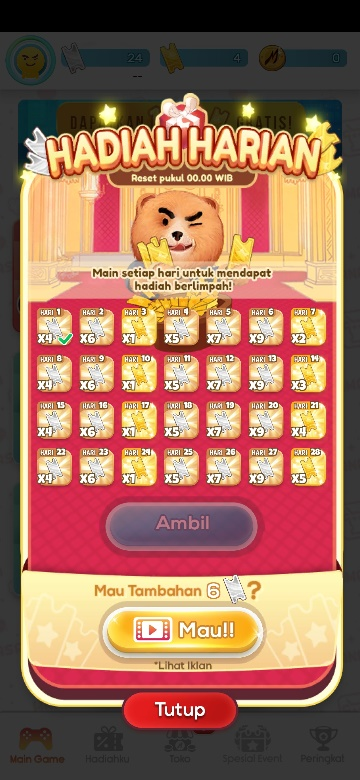 24
4
0
HADIAH HARIAN
Reset pukul 00.00 WIB
Main setiap hari untuk mendapat
hadiah berlimpah!
HARI 1 HARI 2 HARI 3 HARI 4 HARI 5 HARI 6 HARI 7
X4 X6 X1 X5 X7 X9 X2
HARI 8 HARI 9 HARI 10 HARI 11 HARI 12 HARI 13 HARI 14
X4 X6 X1 X5 X7 X9 X3
HARI 15 HARI 16 HARI 17 HARI 18 HARI 19 HARI 20 HARI 21
X4 X6 X1 X5 X7 X9 X4
HARI 22 HARI 23 HARI 24 HARI 25 HARI 26 HARI 27 HARI 28
X4 X6 X1 X5 X7 X9 X5
Ambil
Mau Tambahan 6 ?
Mau!!
*Lihat Iklan
Tutup
Main Game Hadiahku Toko Special Event Peringkat